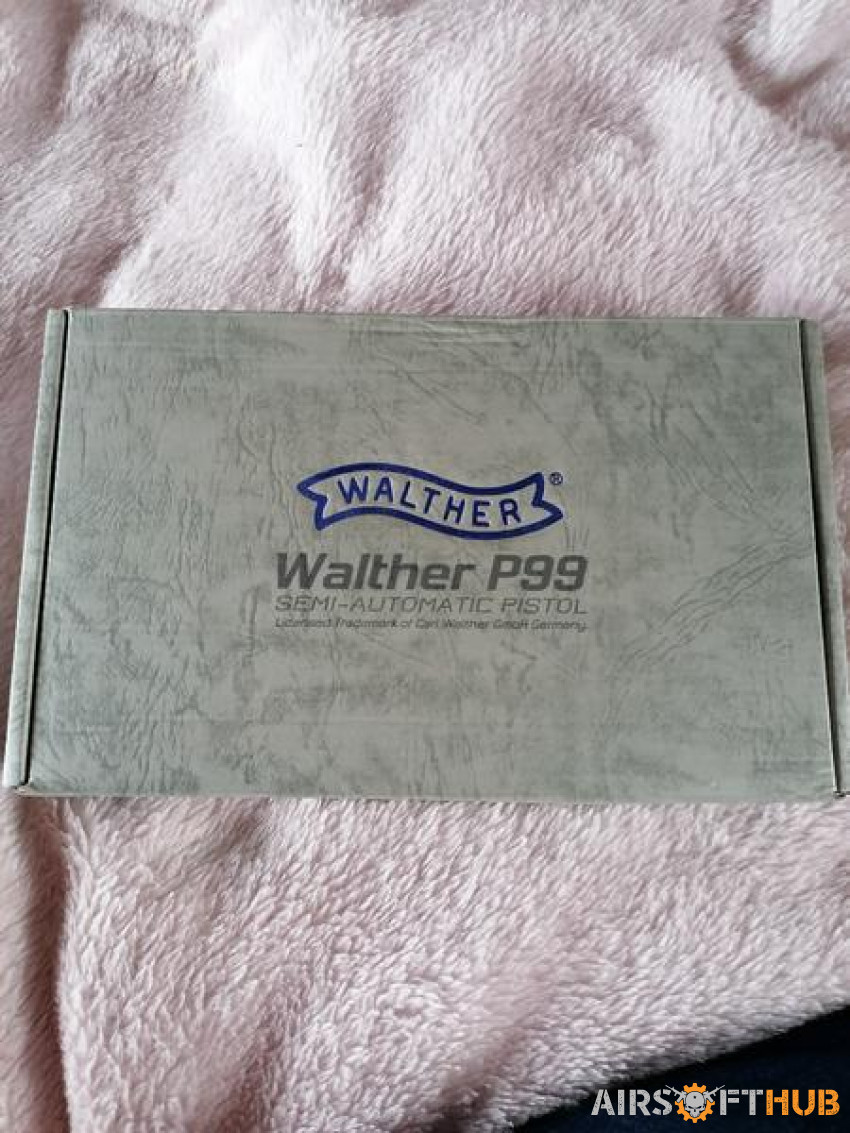 WALTHER®
Walther P99
SEMI-AUTOMATIC PISTOL
Licensed Trademark of Carl Walther GmbH Germany
AIRSOFTHUB